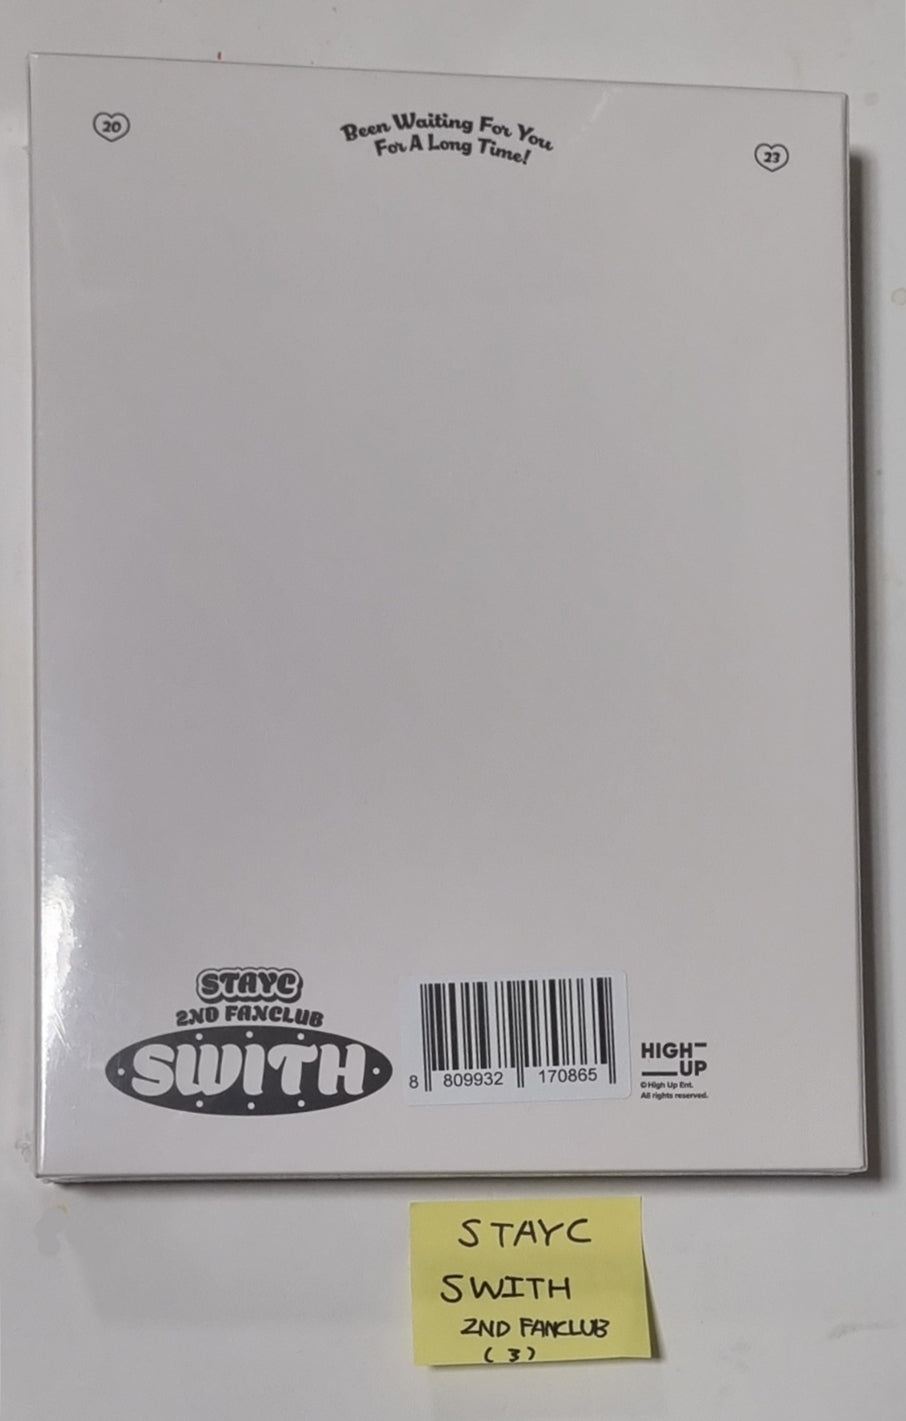 20
Been Waiting For You
For A Long Time!
23
STAYC
2ND FANCLUB
SWITH
8 809932 170865
HIGH
UP
© High Up Ent.
All rights reserved.
STAYC
SWITH
2ND FANCLUB
(3)